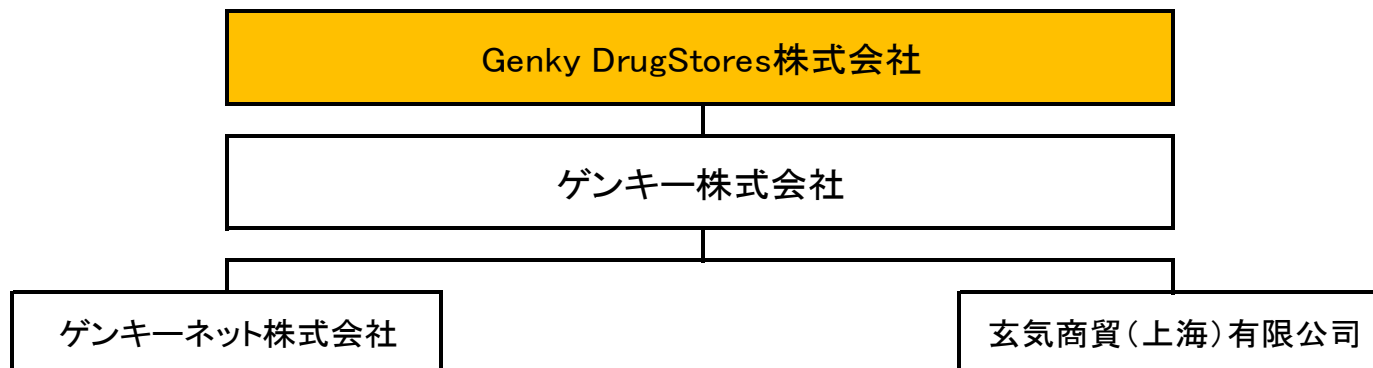 Genky DrugStores株式会社
ゲンキー株式会社
ゲンキーネット株式会社
玄気商貿（上海）有限公司